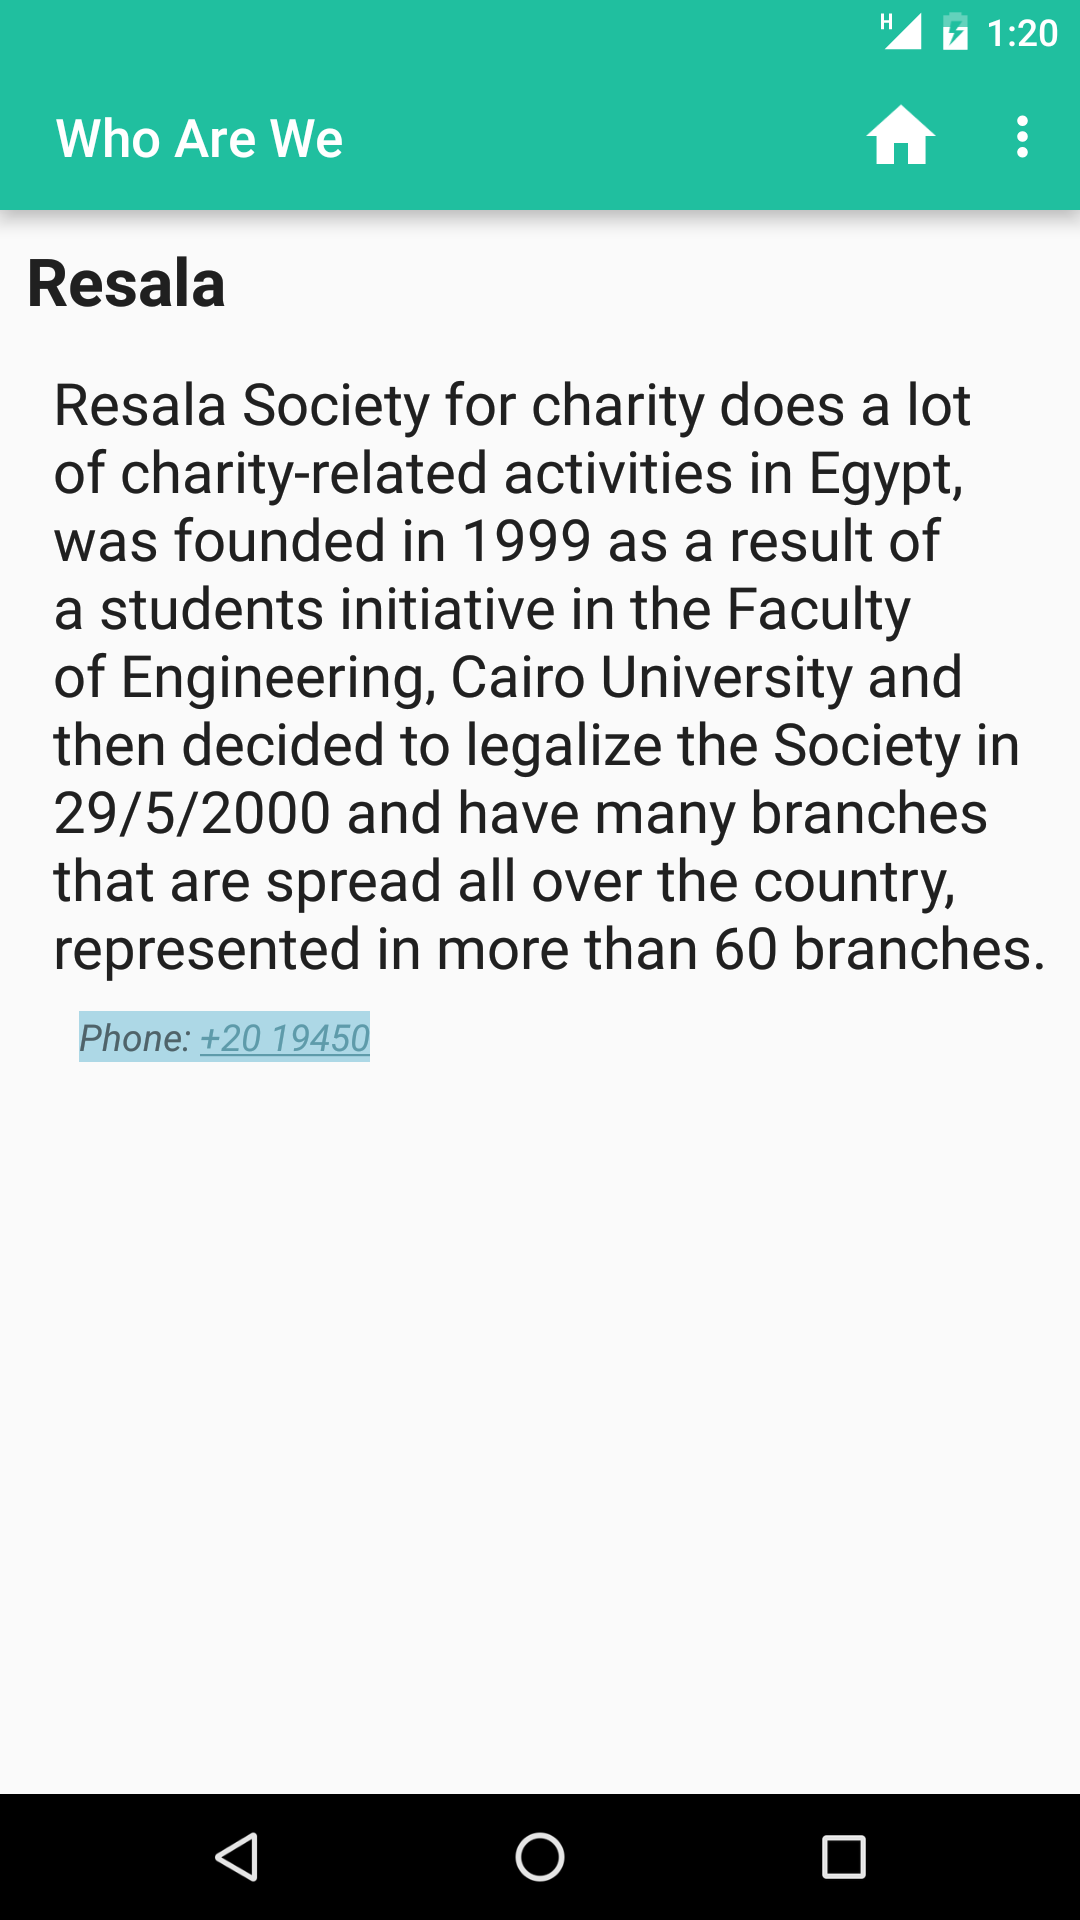 H 1:20
Who Are We
Resala
Resala Society for charity does a lot
of charity-related activities in Egypt,
was founded in 1999 as a result of
a students initiative in the Faculty
of Engineering, Cairo University and
then decided to legalize the Society in
29/5/2000 and have many branches
that are spread all over the country,
represented in more than 60 branches.
Phone: +20 19450